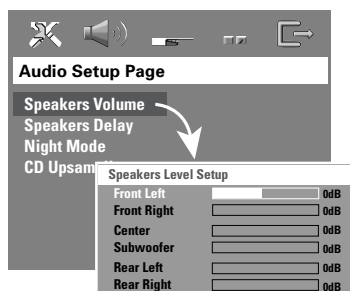 Audio Setup Page
Speakers Volume
Speakers Delay
Night Mode
CD
Speakers Level Setup
Front Left 0dB
Front Right 0dB
Center 0dB
Subwoofer 0dB
Rear Left 0dB
Rear Right 0dB